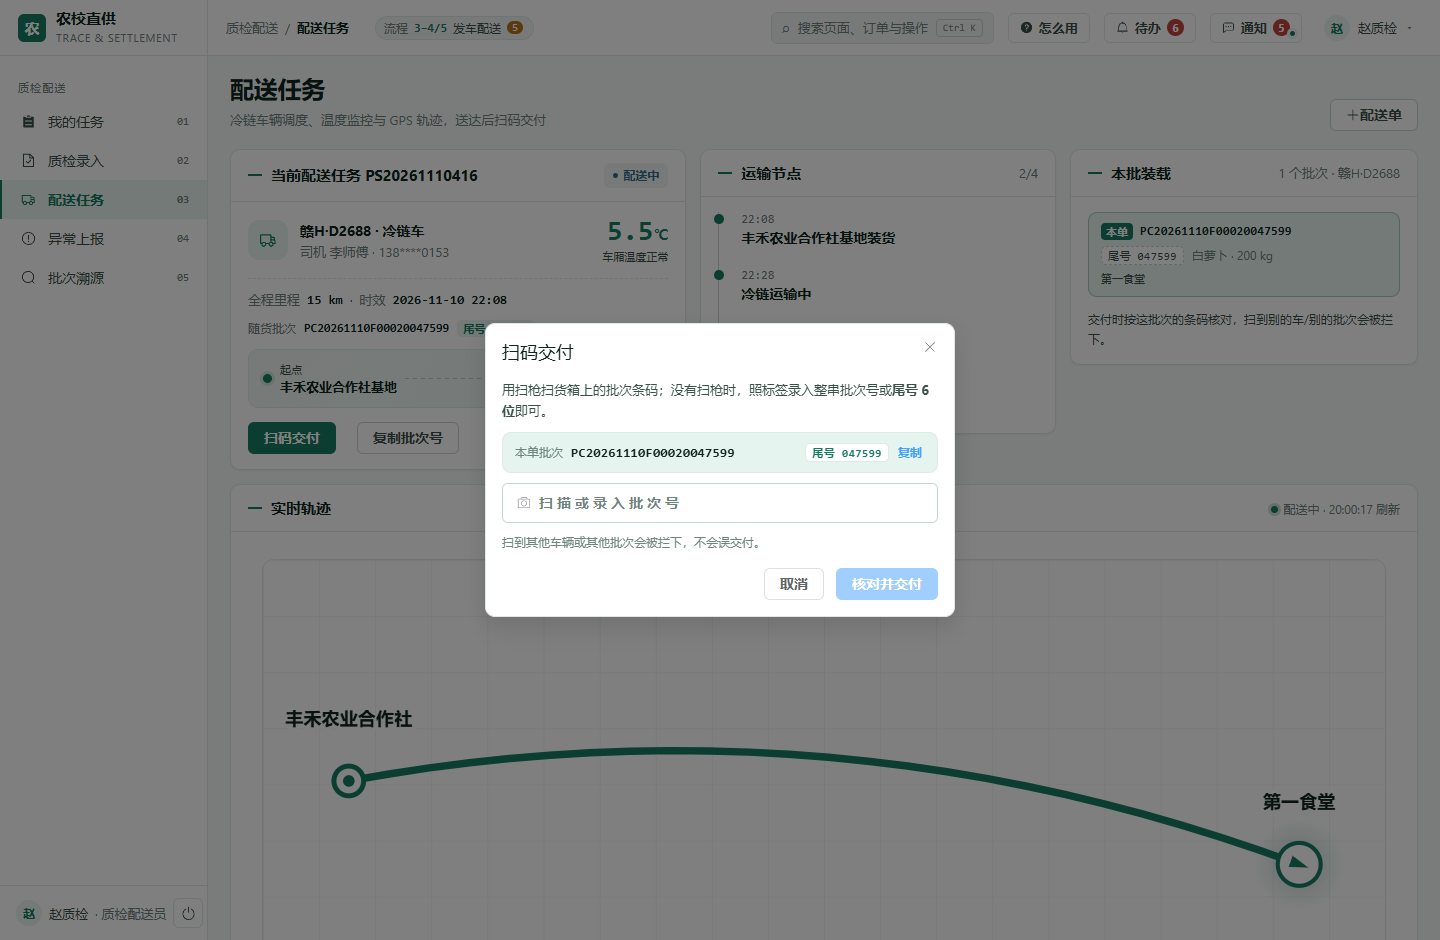 农校直供
TRACE & SETTLEMENT
质检配送 / 配送任务
流程 3-4/5 发车配送 5
搜索页面、订单与操作 Ctrl K
怎么用
待办 6
通知 5
赵 赵质检
质检配送
我的任务 01
质检录入 02
配送任务 03
异常上报 04
批次溯源 05
配送任务
冷链车辆调度、温度监控与 GPS 轨迹，送达后扫码交付
＋配送单
当前配送任务 PS20261110416
配送中
赣H·D2688 · 冷链车
司机 李师傅 · 138****0153
5.5℃
车厢温度正常
全程里程 15 km · 时效 2026-11-10 22:08
随货批次 PC20261110F00020047599 尾号
起点
丰禾农业合作社基地
扫码交付
复制批次号
运输节点 2/4
22:08
丰禾农业合作社基地装货
22:28
冷链运输中
本批装载
1 个批次 · 赣H·D2688
本单 PC20261110F00020047599
尾号 047599 白萝卜 · 200 kg
第一食堂
交付时按这批次的条码核对，扫到别的车/别的批次会被拦
下。
扫码交付
用扫枪扫货箱上的批次条码；没有扫枪时，照标签录入整串批次号或尾号 6
位即可。
本单批次 PC20261110F00020047599 尾号 047599 复制
扫描或录入批次号
扫到其他车辆或其他批次会被拦下，不会误交付。
取消
核对并交付
实时轨迹
配送中 · 20:00:17 刷新
丰禾农业合作社
第一食堂
赵 赵质检 · 质检配送员
农